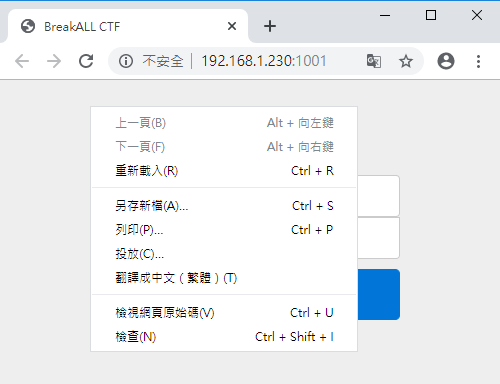 BreakALL CTF
不安全 192.168.1.230:1001
上一頁(B) Alt + 向左鍵
下一頁(F) Alt + 向右鍵
重新載入(R) Ctrl + R
另存新檔(A)... Ctrl + S
列印(P)... Ctrl + P
投放(C)...
翻譯成中文（繁體）(T)
檢視網頁原始碼(V) Ctrl + U
檢查(N) Ctrl + Shift + I